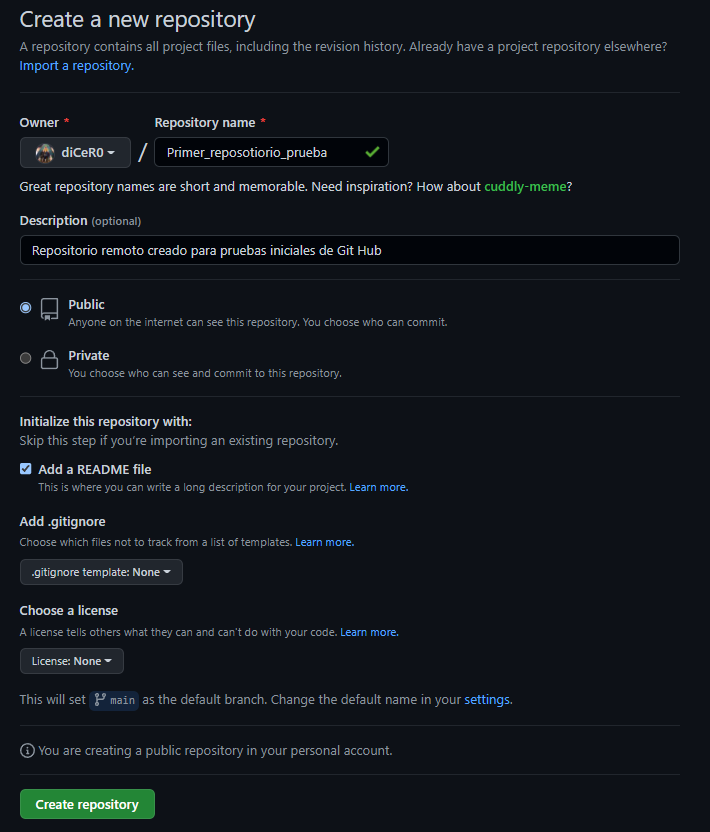 Create a new repository
A repository contains all project files, including the revision history. Already have a project repository elsewhere?
Import a repository.
Owner * Repository name *
diCeR0 / Primer_reposotiorio_prueba
Great repository names are short and memorable. Need inspiration? How about cuddly-meme?
Description (optional)
Repositorio remoto creado para pruebas iniciales de Git Hub
Public
Anyone on the internet can see this repository. You choose who can commit.
Private
You choose who can see and commit to this repository.
Initialize this repository with:
Skip this step if you're importing an existing repository.
Add a README file
This is where you can write a long description for your project. Learn more.
Add .gitignore
Choose which files not to track from a list of templates. Learn more.
.gitignore template: None
Choose a license
A license tells others what they can and can't do with your code. Learn more.
License: None
This will set main as the default branch. Change the default name in your settings.
You are creating a public repository in your personal account.
Create repository